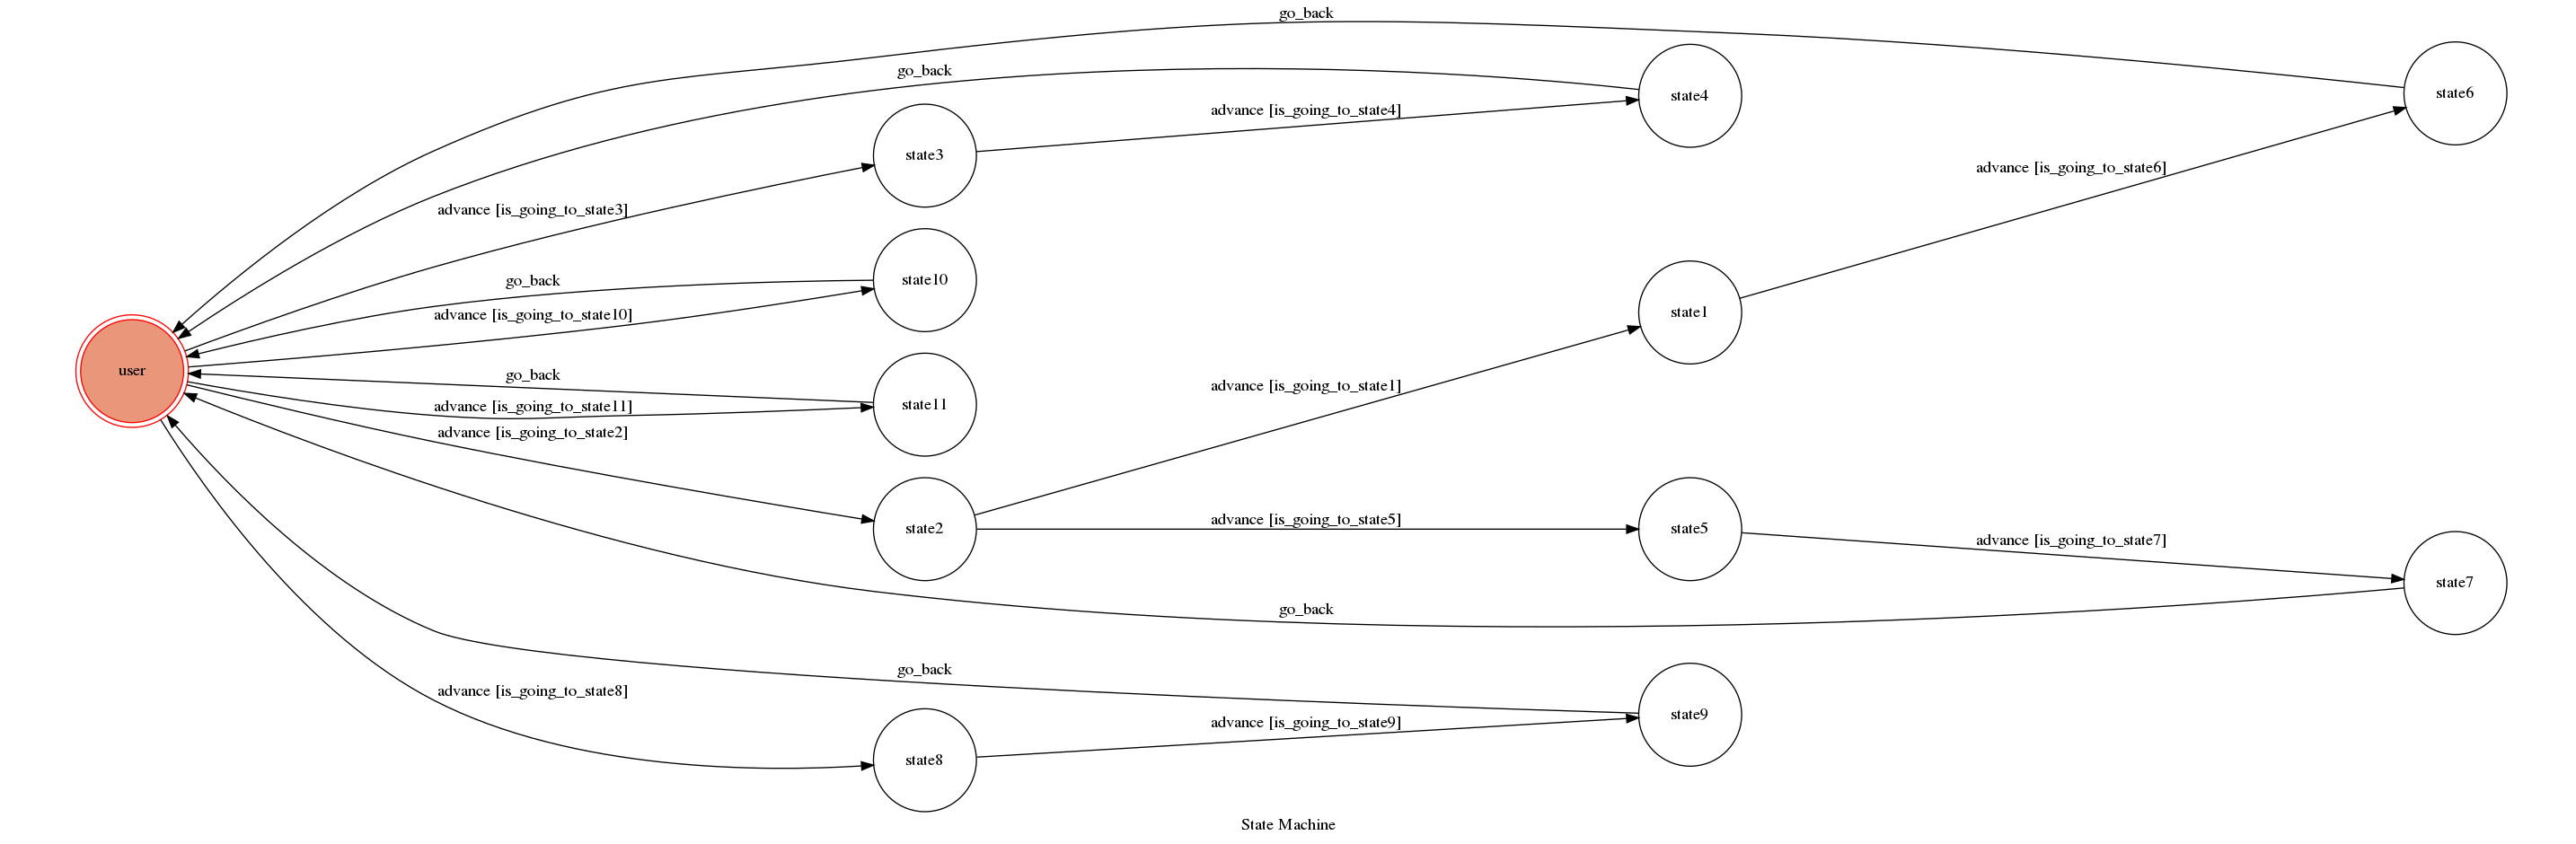 go_back
go_back
state4
state6
advance [is_going_to_state4]
state3
advance [is_going_to_state6]
advance [is_going_to_state3]
go_back
state10
advance [is_going_to_state10]
state1
user
go_back
advance [is_going_to_state1]
advance [is_going_to_state11]
state11
advance [is_going_to_state2]
advance [is_going_to_state5]
state2
state5
advance [is_going_to_state7]
state7
go_back
go_back
advance [is_going_to_state8]
advance [is_going_to_state9]
state9
state8
State Machine